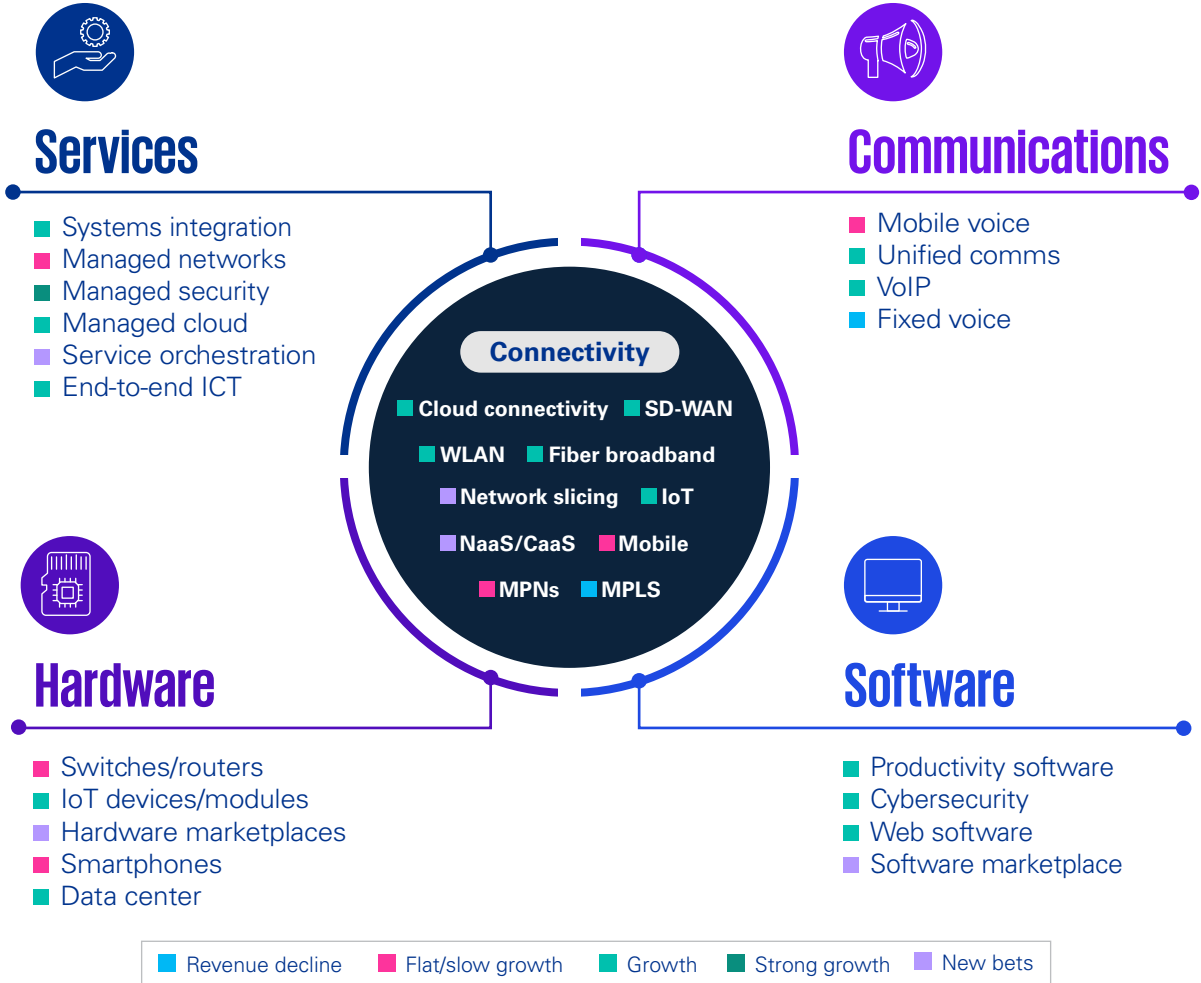 Services
Systems integration
Managed networks
Managed security
Managed cloud
Service orchestration
End-to-end ICT
Communications
Mobile voice
Unified comms
VoIP
Fixed voice
Connectivity
Cloud connectivity SD-WAN
WLAN Fiber broadband
Network slicing IoT
NaaS/CaaS Mobile
MPNs MPLS
Hardware
Switches/routers
IoT devices/modules
Hardware marketplaces
Smartphones
Data center
Software
Productivity software
Cybersecurity
Web software
Software marketplace
Revenue decline Flat/slow growth Growth Strong growth New bets